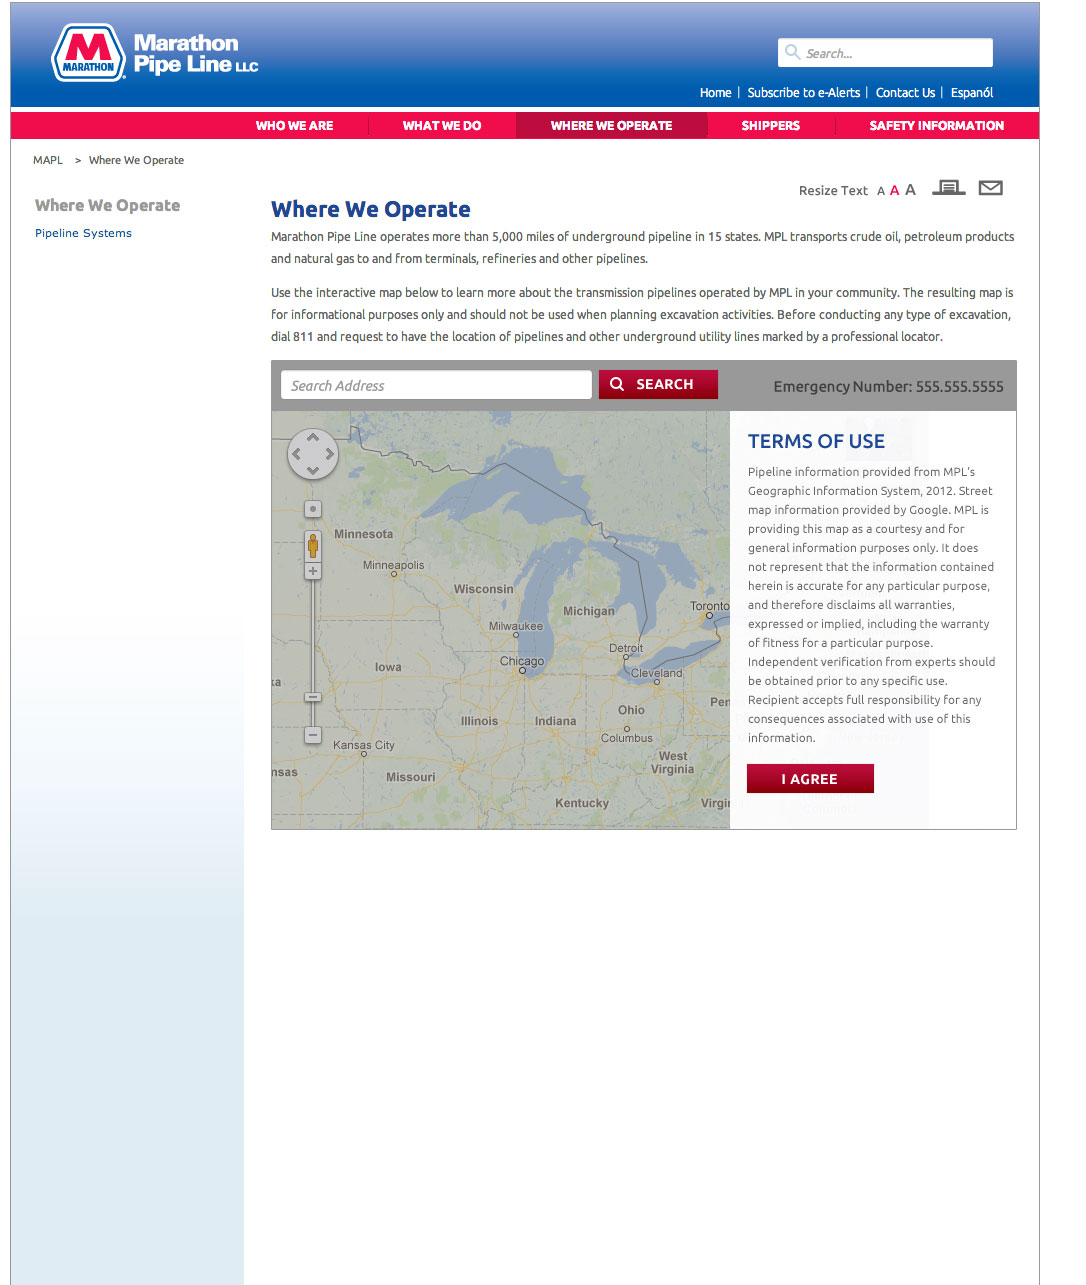 M
MARATHON
Marathon
Pipe Line LLC
Search...
Home | Subscribe to e-Alerts | Contact Us | Espanól
WHO WE ARE
WHAT WE DO
WHERE WE OPERATE
SHIPPERS
SAFETY INFORMATION
MAPL > Where We Operate
Resize Text A A A
Where We Operate
Pipeline Systems
Where We Operate
Marathon Pipe Line operates more than 5,000 miles of underground pipeline in 15 states. MPL transports crude oil, petroleum products
and natural gas to and from terminals, refineries and other pipelines.
Use the interactive map below to learn more about the transmission pipelines operated by MPL in your community. The resulting map is
for informational purposes only and should not be used when planning excavation activities. Before conducting any type of excavation,
dial 811 and request to have the location of pipelines and other underground utility lines marked by a professional locator.
Search Address
SEARCH
Emergency Number: 555.555.5555
Minnesota
Minneapolis
Wisconsin
Michigan
Toronto
Milwaukee
Detroit
Chicago
Iowa
Cleveland
ka
Ohio
Pen
Illinois
Indiana
Columbus
Kansas City
West
Virginia
nsas
Missouri
Kentucky
Virgi
TERMS OF USE
Pipeline information provided from MPL's
Geographic Information System, 2012. Street
map information provided by Google. MPL is
providing this map as a courtesy and for
general information purposes only. It does
not represent that the information contained
herein is accurate for any particular purpose,
and therefore disclaims all warranties,
expressed or implied, including the warranty
of fitness for a particular purpose.
Independent verification from experts should
be obtained prior to any specific use.
Recipient accepts full responsibility for any
consequences associated with use of this
information.
I AGREE